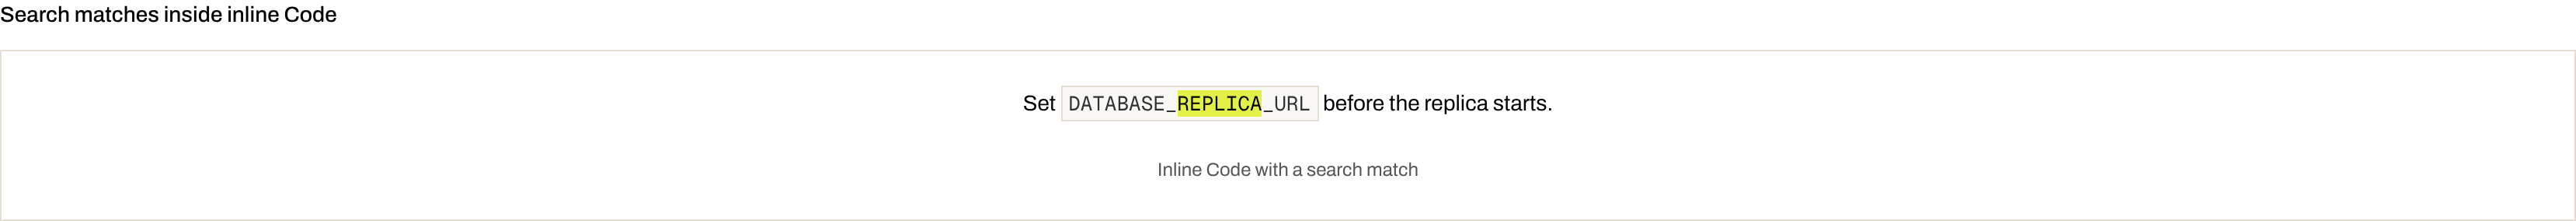 Search matches inside inline Code
Set DATABASE_REPLICA_URL before the replica starts.
Inline Code with a search match